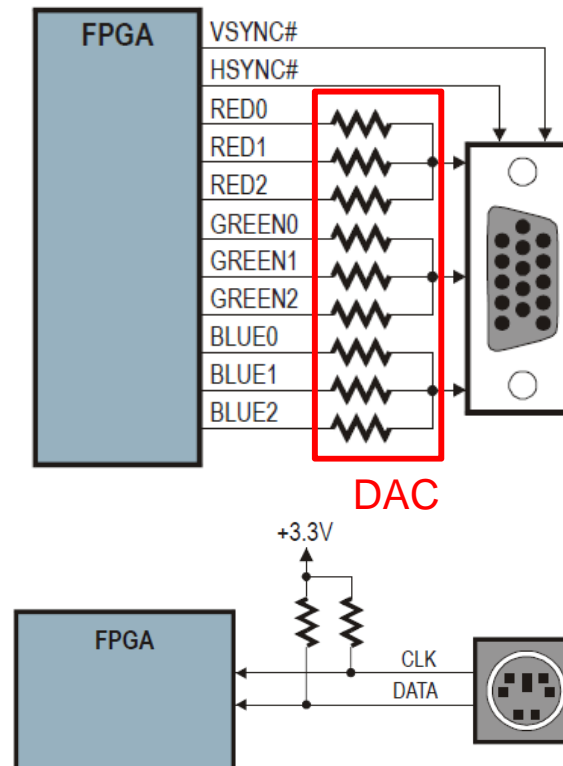 FPGA
VSYNC#
HSYNC#
RED0
RED1
RED2
GREEN0
GREEN1
GREEN2
BLUE0
BLUE1
BLUE2
DAC
+3.3V
FPGA
CLK
DATA